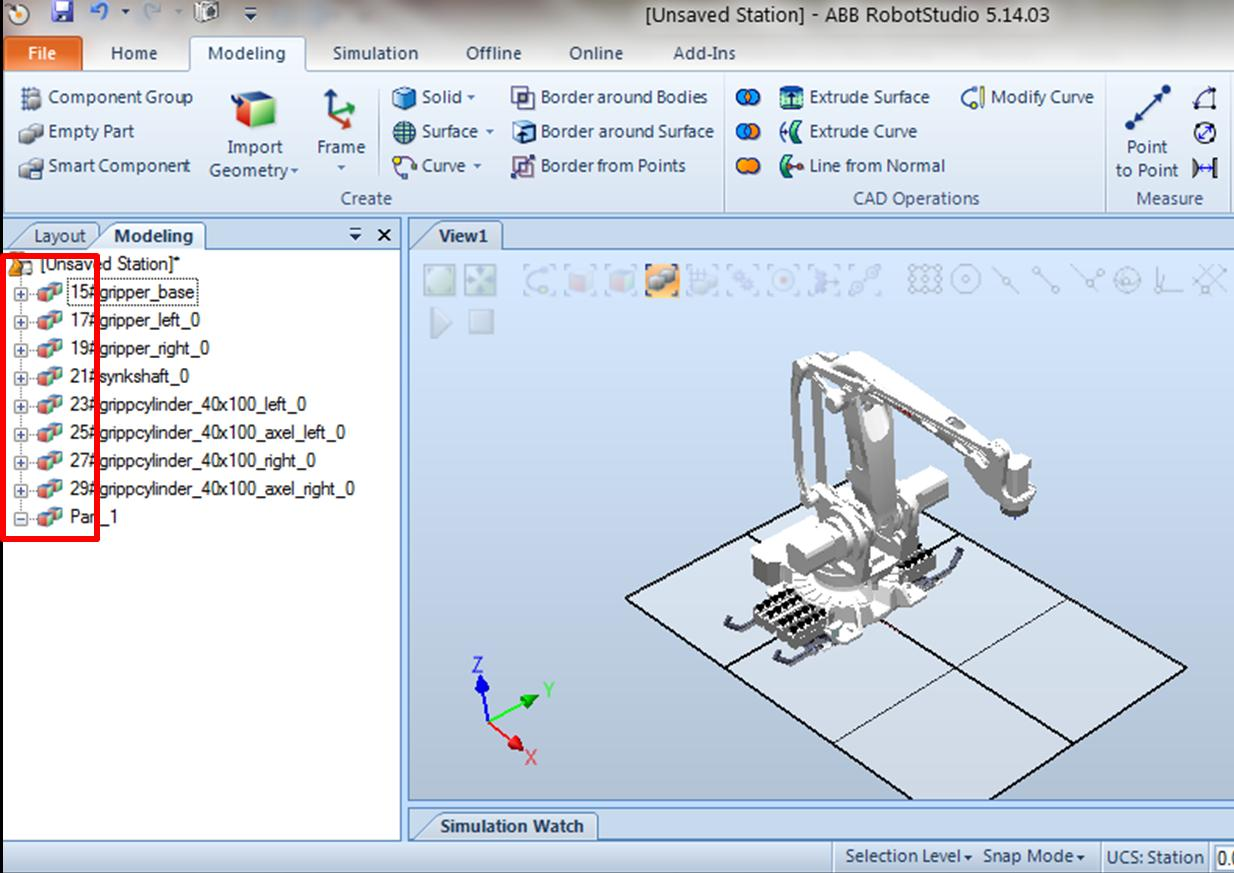 [Unsaved Station] - ABB RobotStudio 5.14.03
File Home Modeling Simulation Offline Online Add-Ins
Component Group
Empty Part
Smart Component
Import
Geometry
Frame
Solid
Surface
Curve
Border around Bodies
Border around Surface
Border from Points
Create
Extrude Surface
Extrude Curve
Line from Normal
Modify Curve
CAD Operations
Point
to Point
Measure
Layout Modeling
[Unsaved Station]*
15#gripper_base
17#gripper_left_0
19#gripper_right_0
21#synkshaft_0
23#grippcylinder_40x100_left_0
25#grippcylinder_40x100_axel_left_0
27#grippcylinder_40x100_right_0
29#grippcylinder_40x100_axel_right_0
Part_1
View1
Z
Y
X
Simulation Watch
Selection Level Snap Mode UCS: Station